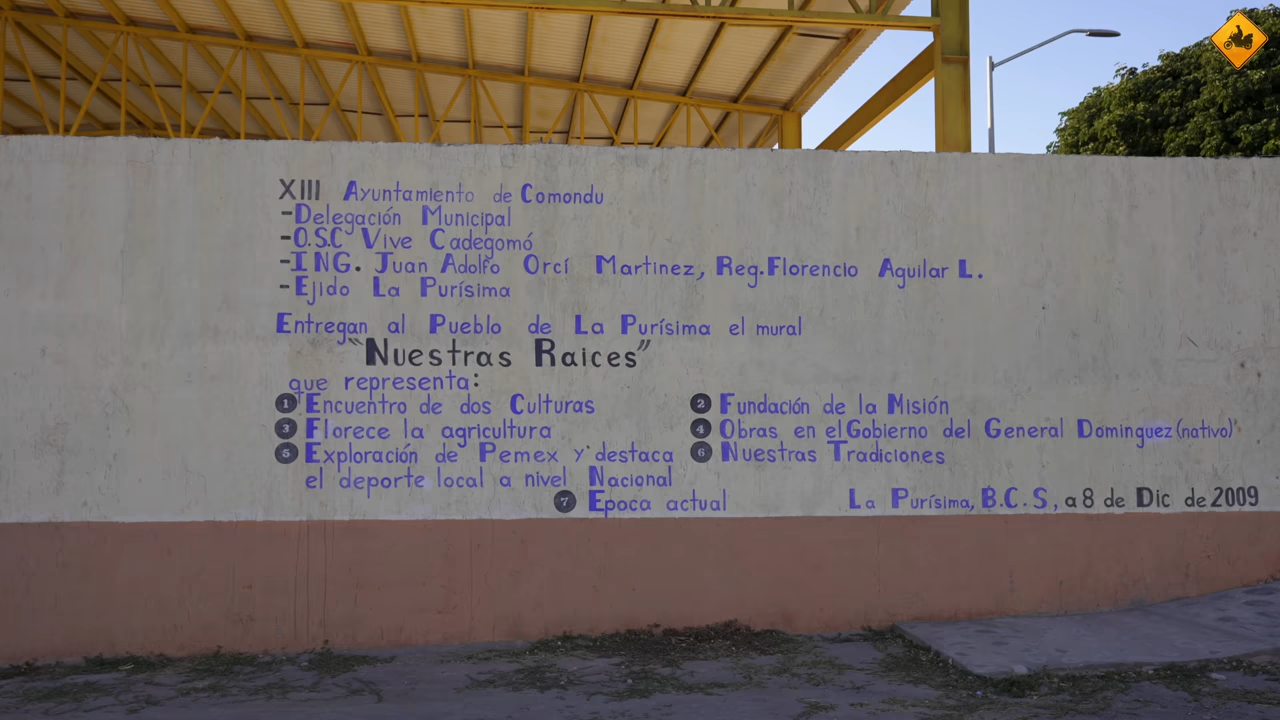 XIII Ayuntamiento de Comondu
-Delegación Municipal
-O.S.C Vive Cadegomó
-ING. Juan Adolfo Orcí Martinez, Reg. Florencio Aguilar L.
-Ejido La Purísima
Entregan al Pueblo de La Purísima el mural
"Nuestras Raices"
que representa:
1 Encuentro de dos Culturas 2 Fundación de la Misión
3 Florece la agricultura 4 Obras en el Gobierno del General Dominguez (nativo)
5 Exploración de Pemex y destaca 6 Nuestras Tradiciones
el deporte local a nivel Nacional
7 Epoca actual La Purísima, B.C.S, a 8 de Dic de 2009